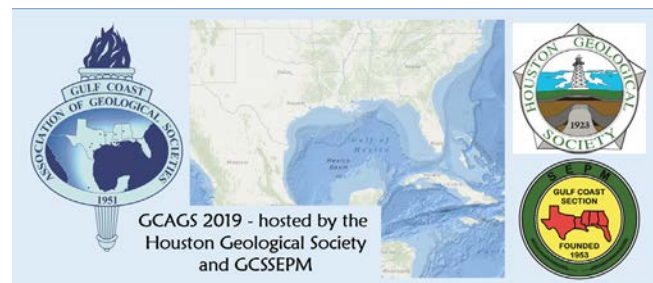 GULF COAST
ASSOCIATION OF GEOLOGICAL SOCIETIES
1951
Gulf of
Mexico
Mexico
GCAGS 2019 - hosted by the
Houston Geological Society
and GCSSEPM
HOUSTON GEOLOGICAL
SOCIETY
1923
SEPM
GULF COAST
SECTION
FOUNDED
1953